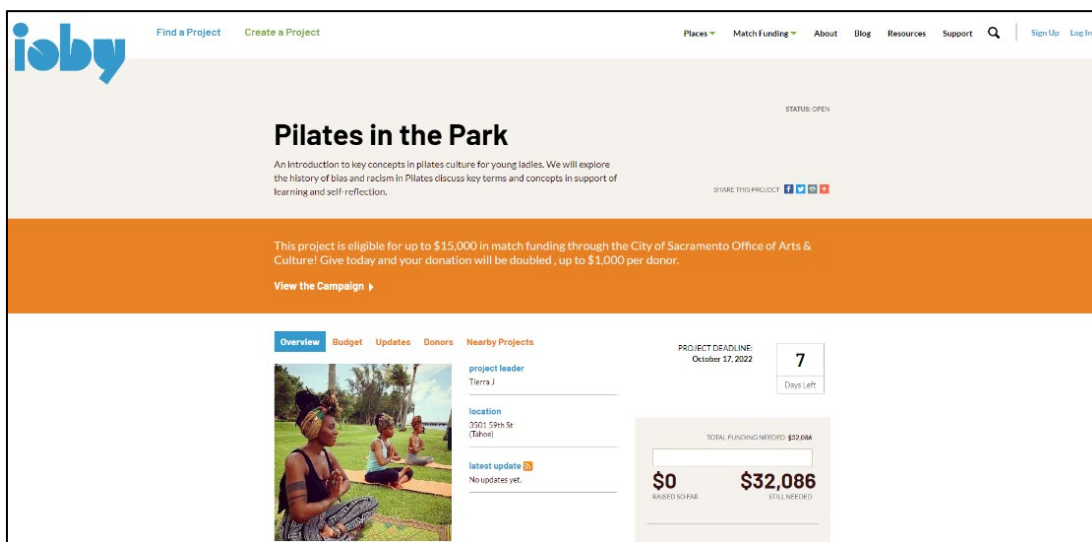 ioby
Find a Project Create a Project
Places Match Funding About Blog Resources Support Sign Up Log In
STATUS: OPEN
Pilates in the Park
An introduction to key concepts in pilates culture for young ladies. We will explore
the history of bias and racism in Pilates discuss key terms and concepts in support of
learning and self-reflection.
SHARE THIS PROJECT
This project is eligible for up to $15,000 in match funding through the City of Sacramento Office of Arts &
Culture! Give today and your donation will be doubled , up to $1,000 per donor.
View the Campaign
Overview Budget Updates Donors Nearby Projects
project leader
Tierra J
location
3501 59th St
(Tahoe)
latest update
No updates yet.
PROJECT DEADLINE:
October 17, 2022
7
Days Left
TOTAL FUNDING NEEDED: $32,086
$0 $32,086
RAISED SO FAR STILL NEEDED